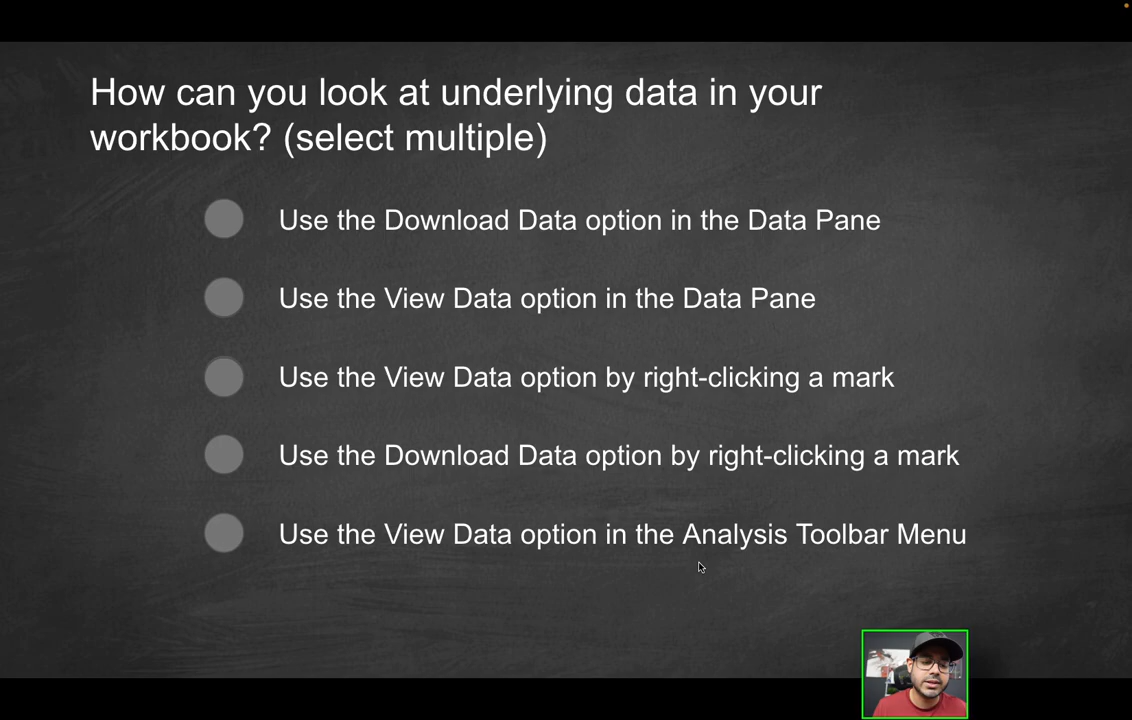 How can you look at underlying data in your
workbook? (select multiple)
Use the Download Data option in the Data Pane
Use the View Data option in the Data Pane
Use the View Data option by right-clicking a mark
Use the Download Data option by right-clicking a mark
Use the View Data option in the Analysis Toolbar Menu